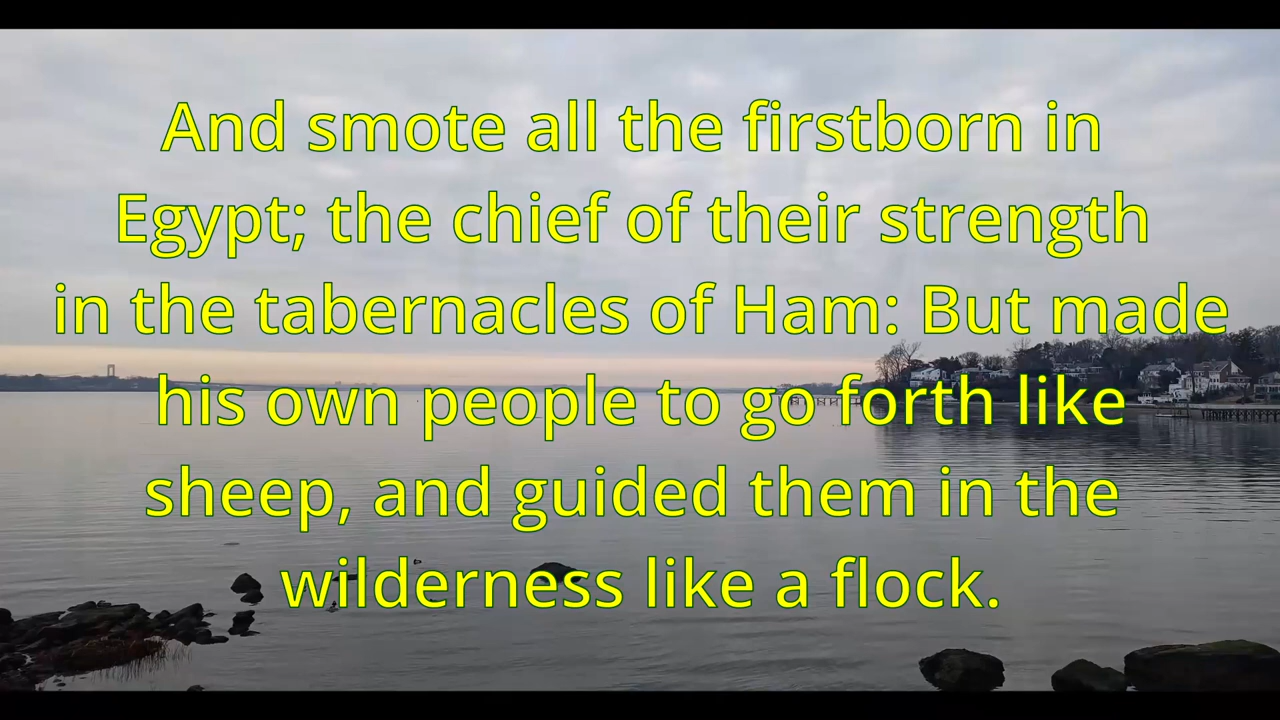 And smote all the firstborn in
Egypt; the chief of their strength
in the tabernacles of Ham: But made
his own people to go forth like
sheep, and guided them in the
wilderness like a flock.